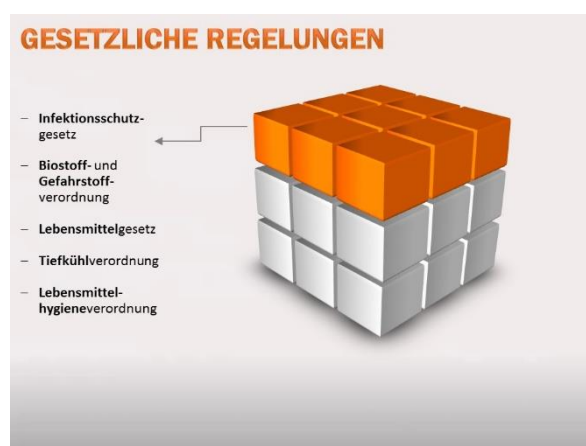 GESETZLICHE REGELUNGEN
– Infektionsschutz-
gesetz
– Biostoff- und
Gefahrstoff-
verordnung
– Lebensmittelgesetz
– Tiefkühlverordnung
– Lebensmittel-
hygieneverordnung